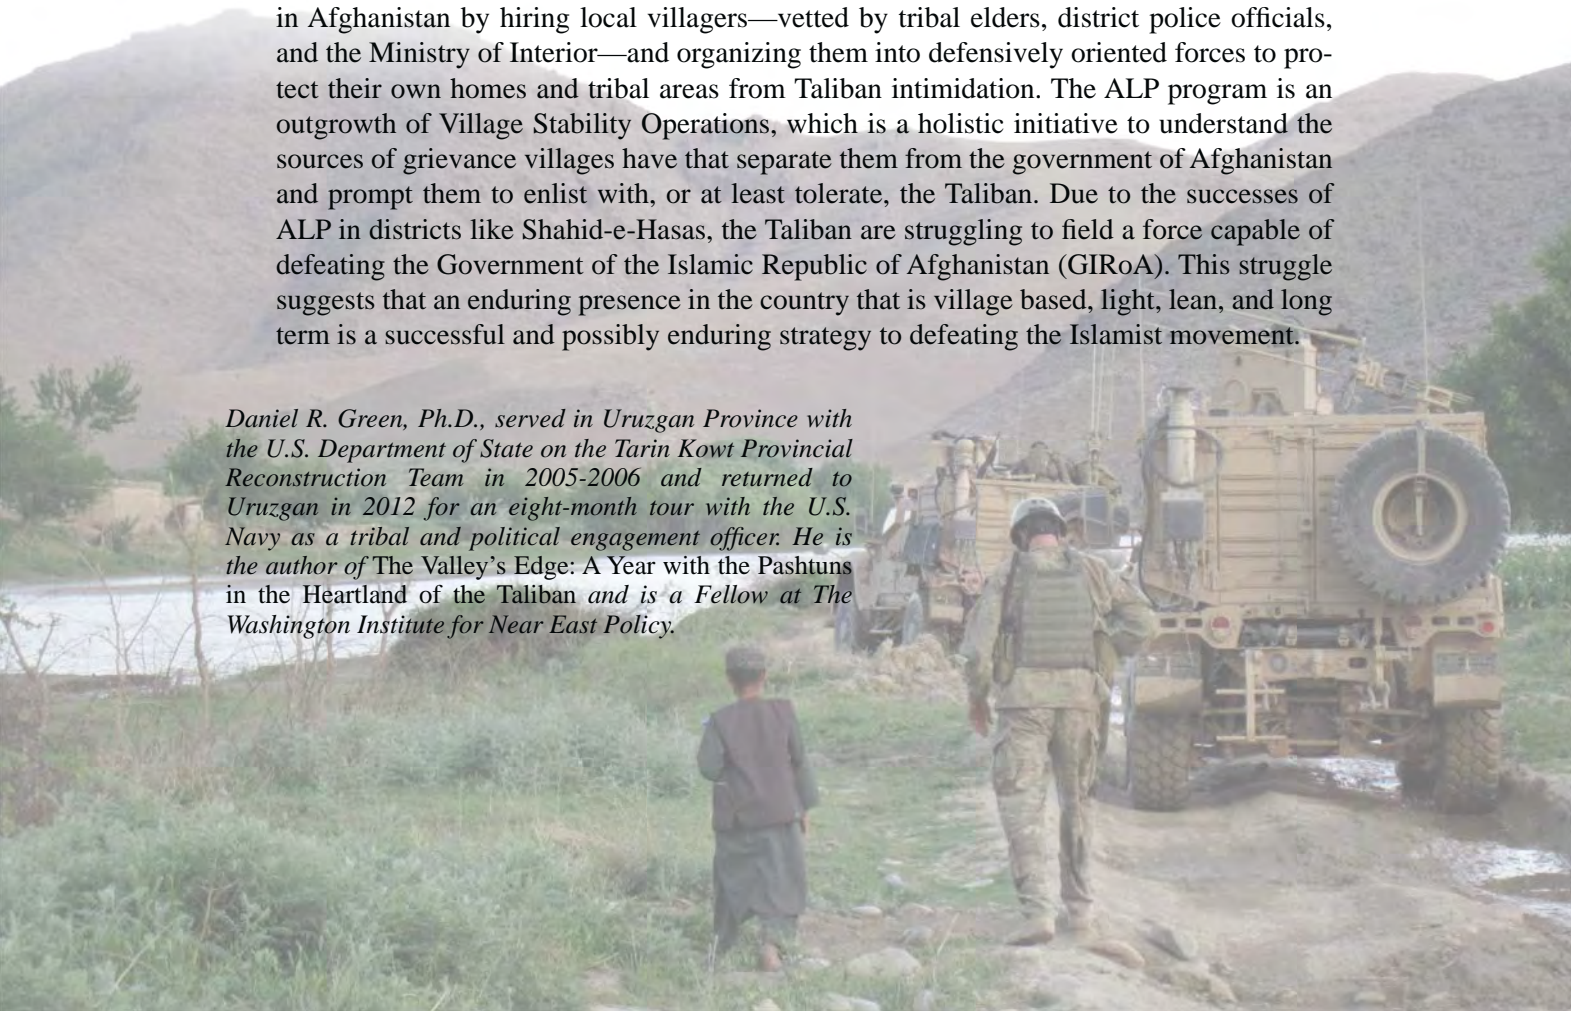 in Afghanistan by hiring local villagers—vetted by tribal elders, district police officials,
and the Ministry of Interior—and organizing them into defensively oriented forces to pro-
tect their own homes and tribal areas from Taliban intimidation. The ALP program is an
outgrowth of Village Stability Operations, which is a holistic initiative to understand the
sources of grievance villages have that separate them from the government of Afghanistan
and prompt them to enlist with, or at least tolerate, the Taliban. Due to the successes of
ALP in districts like Shahid-e-Hasas, the Taliban are struggling to field a force capable of
defeating the Government of the Islamic Republic of Afghanistan (GIRoA). This struggle
suggests that an enduring presence in the country that is village based, light, lean, and long
term is a successful and possibly enduring strategy to defeating the Islamist movement.
Daniel R. Green, Ph.D., served in Uruzgan Province with
the U.S. Department of State on the Tarin Kowt Provincial
Reconstruction Team in 2005-2006 and returned to
Uruzgan in 2012 for an eight-month tour with the U.S.
Navy as a tribal and political engagement officer. He is
the author of The Valley’s Edge: A Year with the Pashtuns
in the Heartland of the Taliban and is a Fellow at The
Washington Institute for Near East Policy.